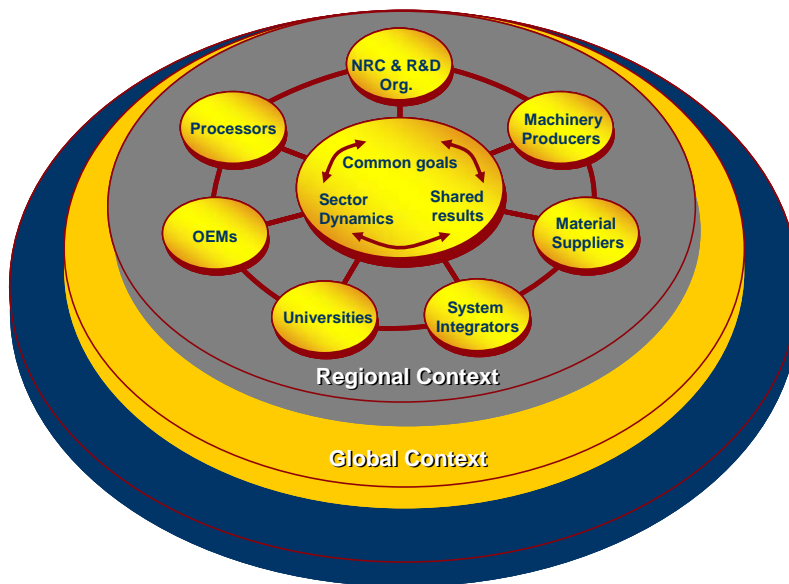 NRC & R&D
Org.
Processors
Machinery
Producers
Common goals
Sector
Dynamics
Shared
results
OEMs
Material
Suppliers
Universities
System
Integrators
Regional Context
Global Context